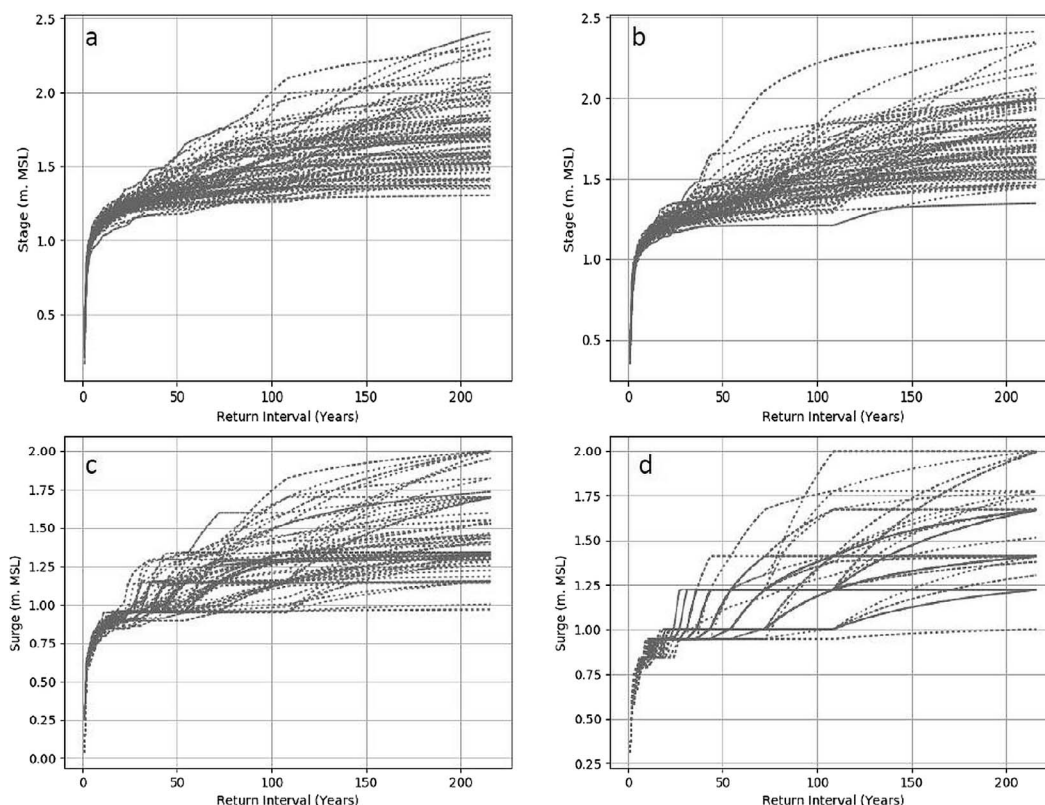 a
2.5
2.0
1.5
1.0
0.5
Stage (m. MSL)
0 50 100 150 200
Return Interval (Years)
b
2.5
2.0
1.5
1.0
0.5
Stage (m. MSL)
0 50 100 150 200
Return Interval (Years)
c
2.00
1.75
1.50
1.25
1.00
0.75
0.50
0.25
0.00
Surge (m. MSL)
0 50 100 150 200
Return Interval (Years)
d
2.00
1.75
1.50
1.25
1.00
0.75
0.50
0.25
Surge (m. MSL)
0 50 100 150 200
Return Interval (Years)